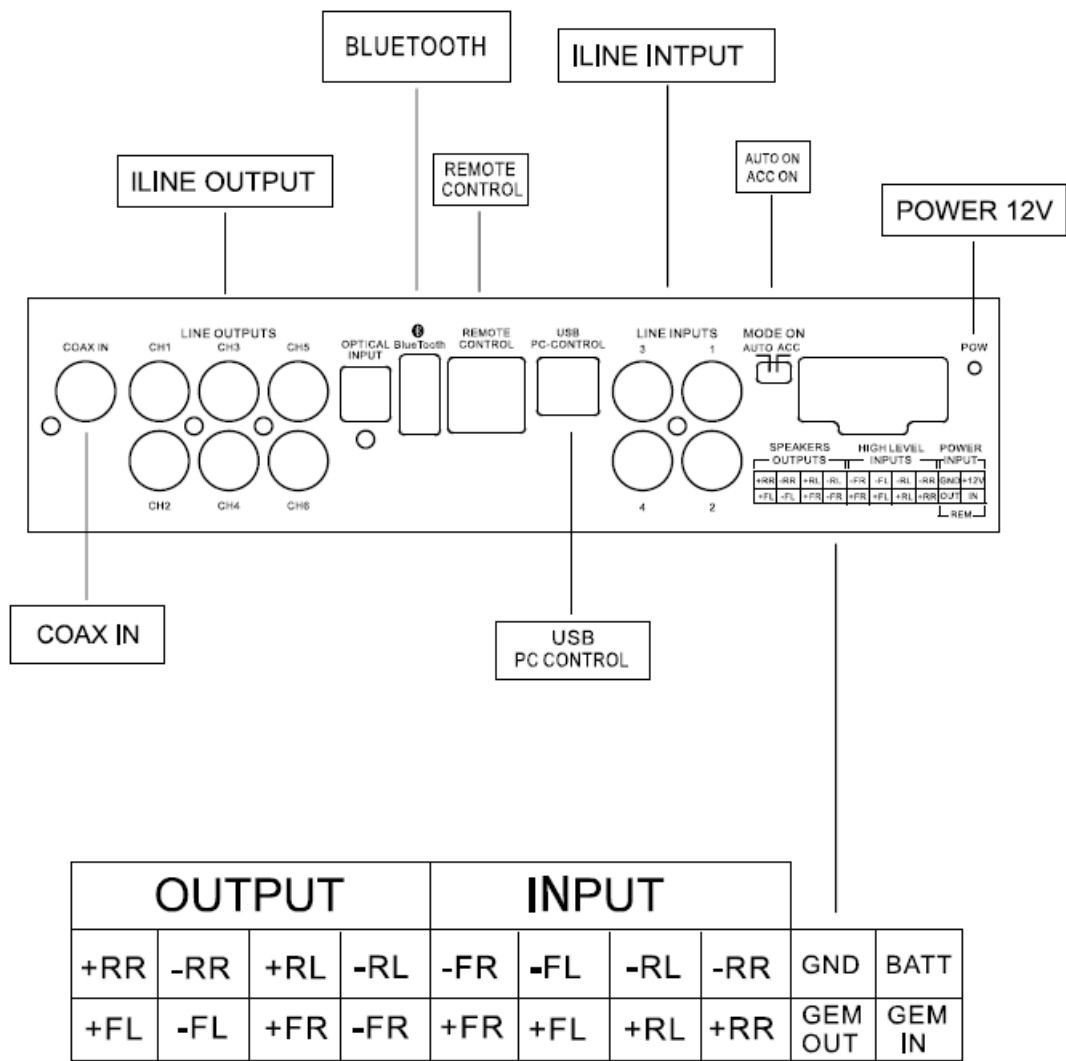 BLUETOOTH
ILINE INTPUT
ILINE OUTPUT
REMOTE
CONTROL
AUTO ON
ACC ON
POWER 12V
COAX IN
LINE OUTPUTS
CH1 CH3 CH5
CH2 CH4 CH6
OPTICAL
INPUT
BlueTooth
REMOTE
CONTROL
USB
PC-CONTROL
LINE INPUTS
3 1
4 2
MODE ON
AUTO ACC
POW
SPEAKERS
OUTPUTS
HIGH LEVEL
INPUTS
POWER
INPUT
+RR -RR +RL -RL -FR -FL -RL -RR GND +12V
+FL -FL +FR -FR +FR +FL +RL +RR OUT IN
REM
COAX IN
USB
PC CONTROL
OUTPUT INPUT
+RR -RR +RL -RL -FR -FL -RL -RR GND BATT
+FL -FL +FR -FR +FR +FL +RL +RR GEM OUT GEM IN